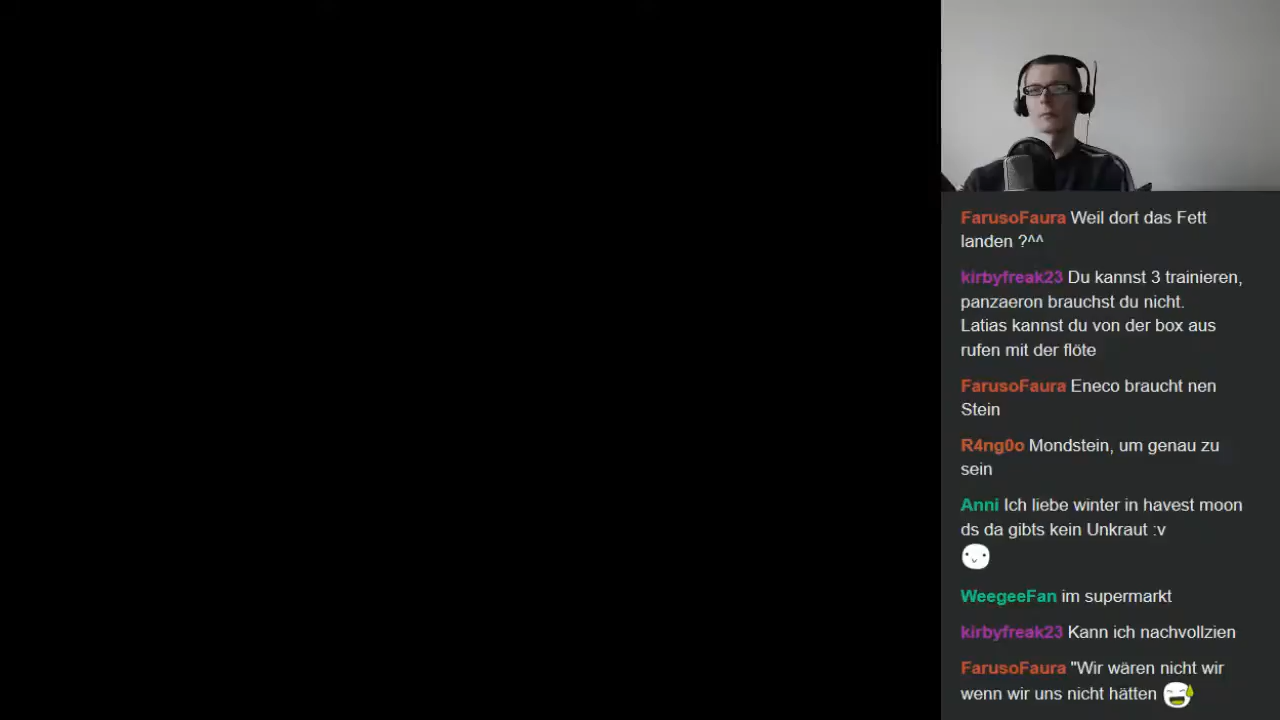 FarusoFaura Weil dort das Fett
landen ?^^
kirbyfreak23 Du kannst 3 trainieren,
panzaeron brauchst du nicht.
Latias kannst du von der box aus
rufen mit der flöte
FarusoFaura Eneco braucht nen
Stein
R4ng0o Mondstein, um genau zu
sein
Anni Ich liebe winter in havest moon
ds da gibts kein Unkraut :v
WeegeeFan im supermarkt
kirbyfreak23 Kann ich nachvollzien
FarusoFaura "Wir wären nicht wir
wenn wir uns nicht hätten